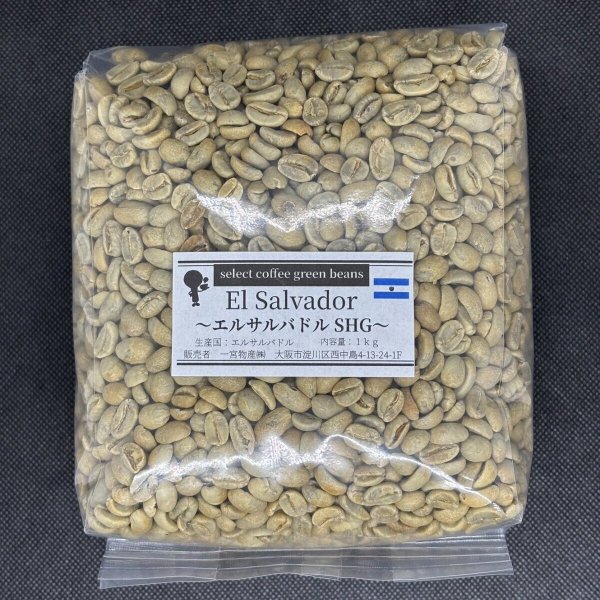 select coffee green beans
El Salvador
～エルサルバドル SHG～
生産国：エルサルバドル 内容量：1kg
販売者 一宮物産㈱ 大阪市淀川区西中島4-13-24-1F